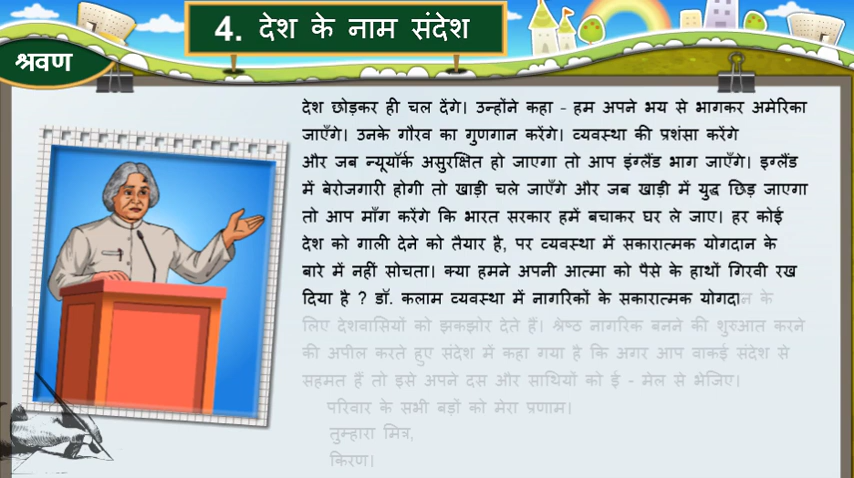 4. देश के नाम संदेश
श्रवण
देश छोड़कर ही चल देंगे। उन्होंने कहा - हम अपने भय से भागकर अमेरिका
जाएँगे। उनके गौरव का गुणगान करेंगे। व्यवस्था की प्रशंसा करेंगे
और जब न्यूयॉर्क असुरक्षित हो जाएगा तो आप इंग्लैंड भाग जाएँगे। इग्लैंड
में बेरोजगारी होगी तो खाड़ी चले जाएँगे और जब खाड़ी में युद्ध छिड़ जाएगा
तो आप माँग करेंगे कि भारत सरकार हमें बचाकर घर ले जाए। हर कोई
देश को गाली देने को तैयार है, पर व्यवस्था में सकारात्मक योगदान के
बारे में नहीं सोचता। क्या हमने अपनी आत्मा को पैसे के हाथों गिरवी रख
दिया है ? डॉ. कलाम व्यवस्था में नागरिकों के सकारात्मक योगदान के
लिए देशवासियों को झकझोर देते हैं। श्रेष्ठ नागरिक बनने की शुरुआत करने
की अपील करते हुए संदेश में कहा गया है कि अगर आप वाकई संदेश से
सहमत हैं तो इसे अपने दस और साथियों को ई - मेल से भेजिए।
परिवार के सभी बड़ों को मेरा प्रणाम।
तुम्हारा मित्र,
किरण।